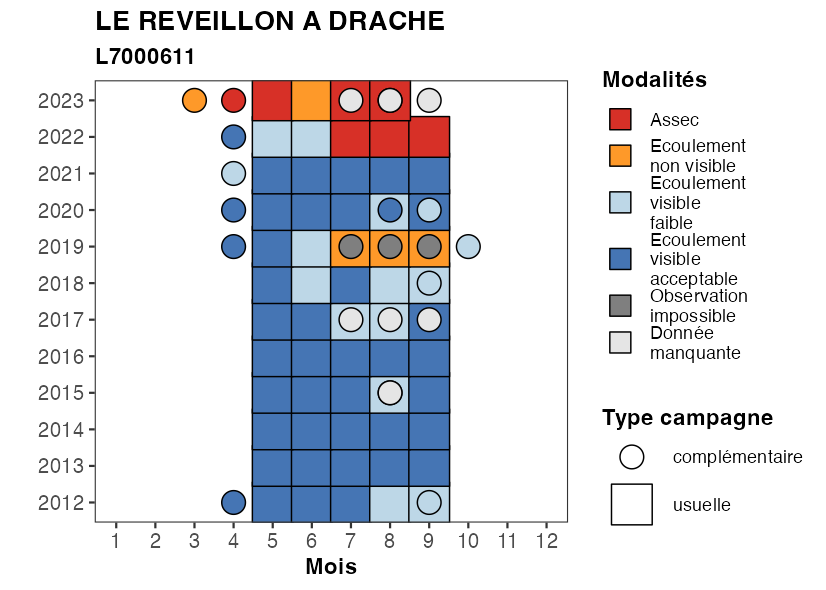 LE REVEILLON A DRACHE
L7000611
2023
2022
2021
2020
2019
2018
2017
2016
2015
2014
2013
2012
1 2 3 4 5 6 7 8 9 10 11 12
Mois
Modalités
Assec
Ecoulement
non visible
Ecoulement
visible
faible
Ecoulement
visible
acceptable
Observation
impossible
Donnée
manquante
Type campagne
complémentaire
usuelle